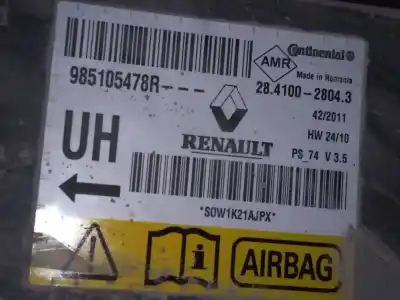 Continental
AMR
Made in Romania
985105478R---
28.4100-2804.3
42/2011
HW 24/10
UH
RENAULT
PS_74 V 3.5
*SOW1K21AJPX*
i
AIRBAG